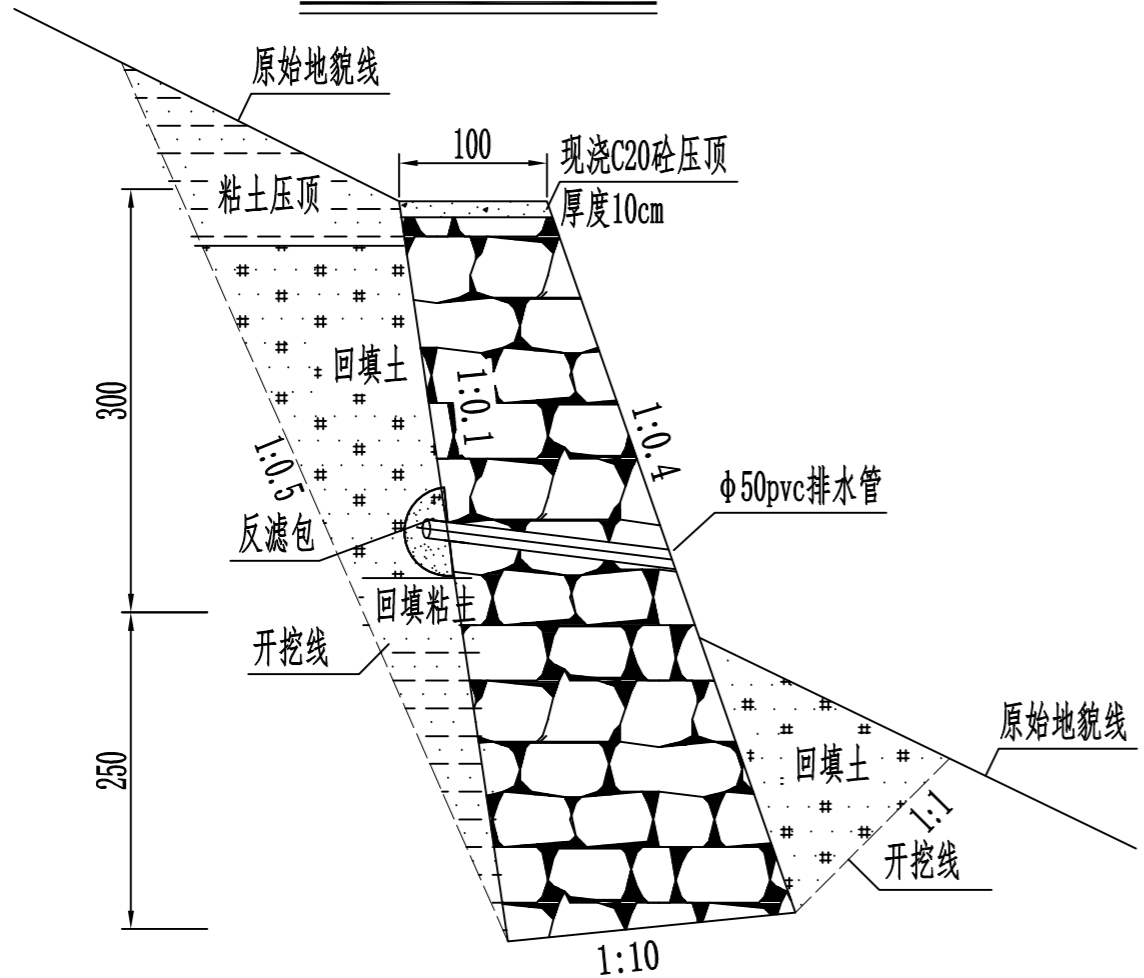 原始地貌线
100
现浇C20砼压顶
厚度10cm
粘土压顶
300
回填土
1:0.1
1:0.4
1:0.5
φ50pvc排水管
反滤包
回填粘土
开挖线
原始地貌线
250
回填土
1:1
开挖线
1:10